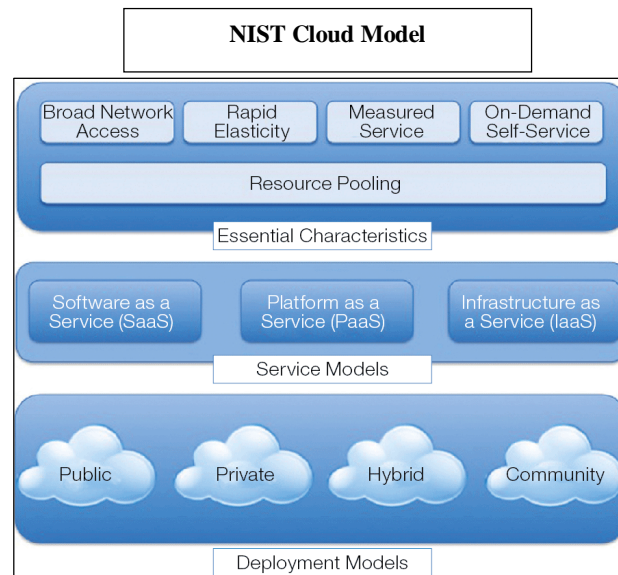 NIST Cloud Model
Broad Network
Access
Rapid
Elasticity
Measured
Service
On-Demand
Self-Service
Resource Pooling
Essential Characteristics
Software as a
Service (SaaS)
Platform as a
Service (PaaS)
Infrastructure as
a Service (IaaS)
Service Models
Public
Private
Hybrid
Community
Deployment Models